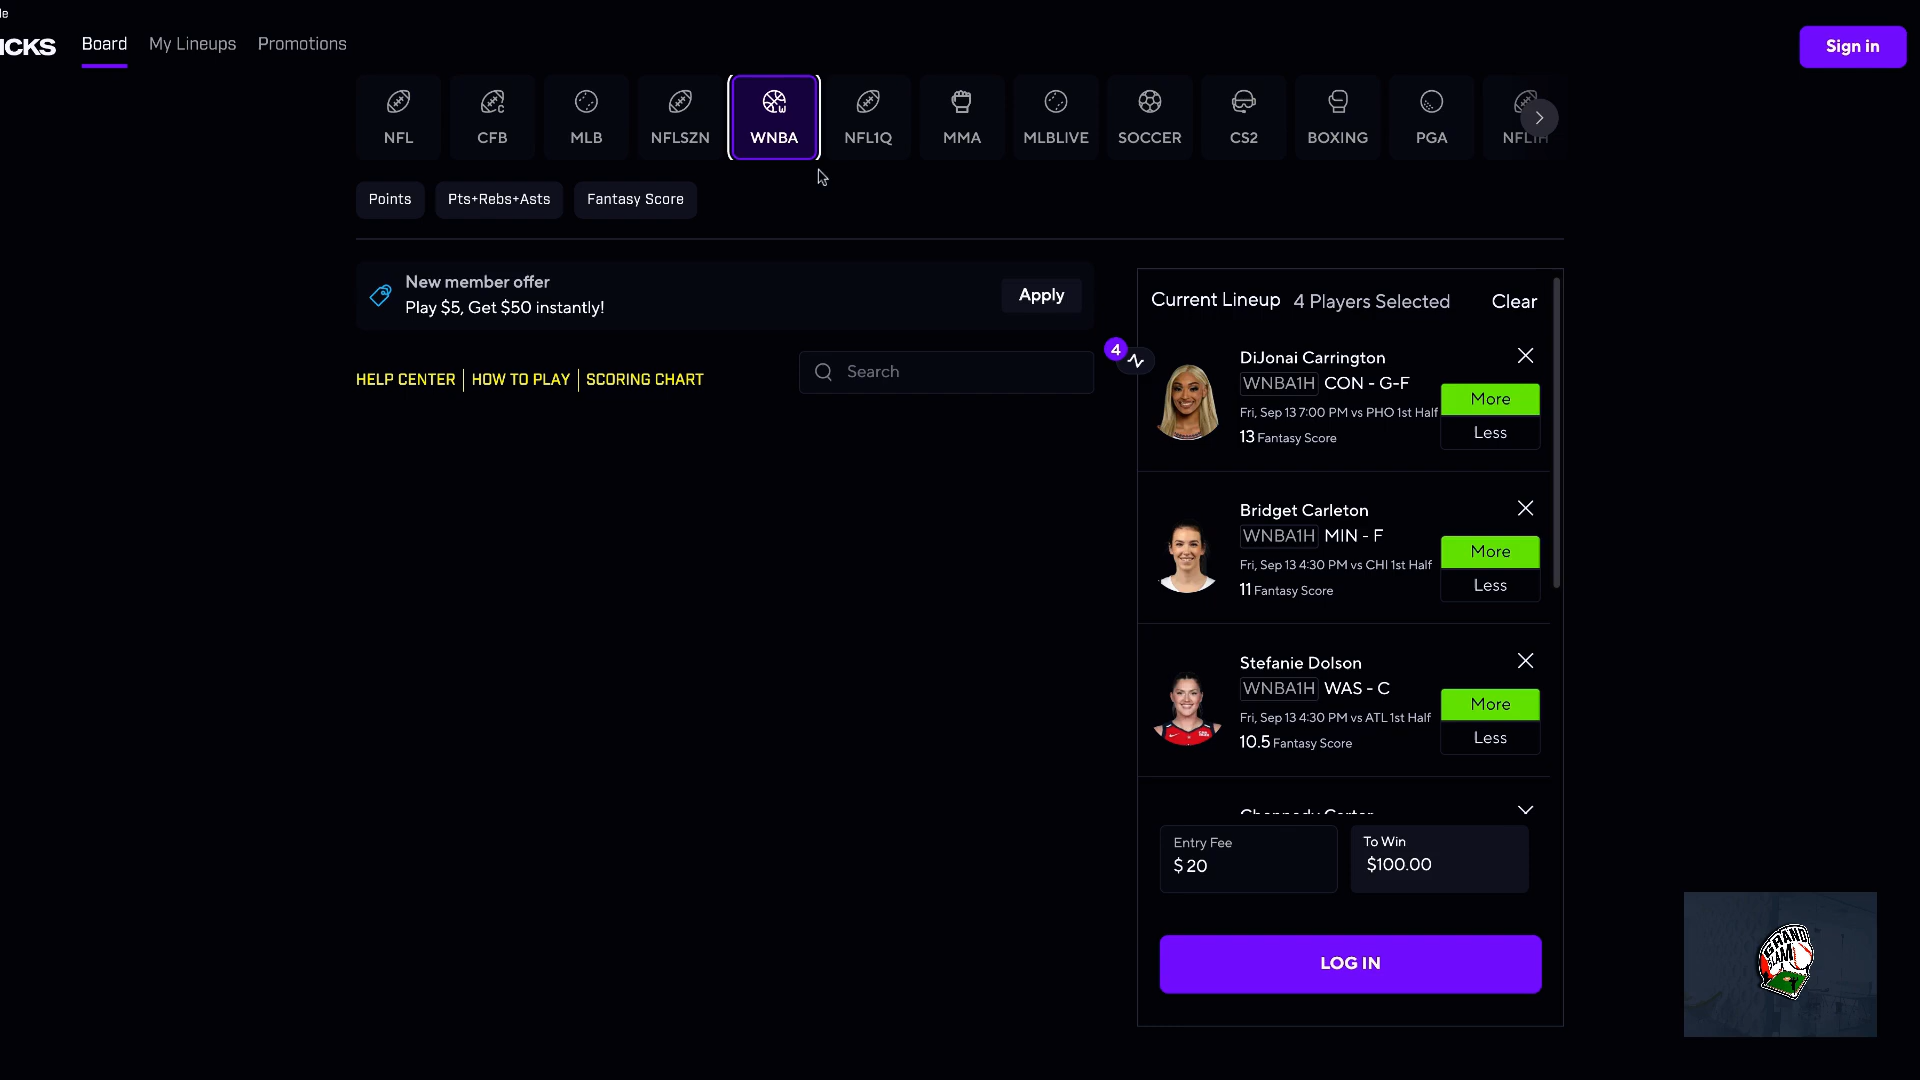 Board
My Lineups
Promotions
Sign in
NFL
CFB
MLB
NFLSZN
WNBA
NFL1Q
MMA
MLBLIVE
SOCCER
CS2
BOXING
PGA
Points
Pts+Rebs+Asts
Fantasy Score
New member offer
Play $5, Get $50 instantly!
Apply
HELP CENTER
HOW TO PLAY
SCORING CHART
Search
Current Lineup
4 Players Selected
Clear
4
DiJonai Carrington
WNBA1H CON - G-F
Fri, Sep 13 7:00 PM vs PHO 1st Half
13 Fantasy Score
More
Less
Bridget Carleton
WNBA1H MIN - F
Fri, Sep 13 4:30 PM vs CHI 1st Half
11 Fantasy Score
More
Less
Stefanie Dolson
WNBA1H WAS - C
Fri, Sep 13 4:30 PM vs ATL 1st Half
10.5 Fantasy Score
More
Less
Entry Fee
$ 20
To Win
$100.00
LOG IN
GRAND
SLAM